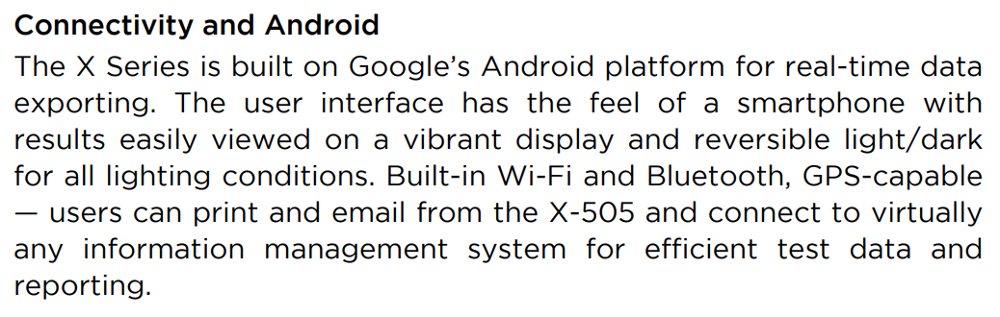 Connectivity and Android
The X Series is built on Google’s Android platform for real-time data
exporting. The user interface has the feel of a smartphone with
results easily viewed on a vibrant display and reversible light/dark
for all lighting conditions. Built-in Wi-Fi and Bluetooth, GPS-capable
— users can print and email from the X-505 and connect to virtually
any information management system for efficient test data and
reporting.